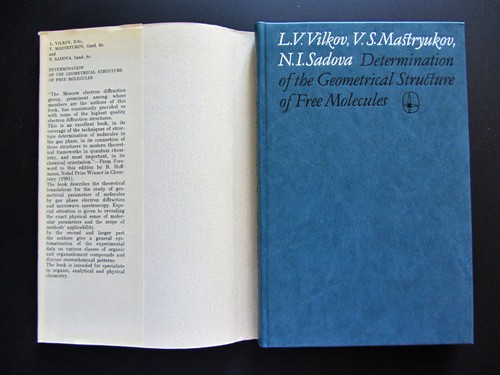 L. VILKOV, D.Sc.,
V. MASTRYUKOV, Cand. Sc.
and
N. SADOVA, Cand. Sc.
DETERMINATION
OF THE GEOMETRICAL STRUCTURE
OF FREE MOLECULES
"The Moscow electron diffraction
group, prominent among whose
members are the authors of this
book, has consistently provided us
with some of the highest quality
electron diffraction structures.
This is an excellent book, in its
coverage of the techniques of struc-
ture determination of molecules in
the gas phase, in its connection of
these structures to modern theoret-
ical frameworks in quantum chem-
istry, and most important, in its
chemical orientation."—From Fore-
word to this edition by R. Hoff-
mann, Nobel Prize Winner in Chem-
istry (1981).
The book describes the theoretical
foundations for the study of geo-
metrical parameters of molecules
by gas phase electron diffraction
and microwave spectroscopy. Espe-
cial attention is given to revealing
the exact physical sense of molec-
ular parameters and the scope of
methods' applicability.
In the second and larger part
the authors give a general sys-
tematization of the experimental
data on various classes of organic
and organoelement compounds and
discuss stereochemical patterns.
The book is intended for specialists
in organic, analytical and physical
chemistry.
L.V. Vilkov, V.S. Mastryukov,
N.I. Sadova Determination
of the Geometrical Structure
of Free Molecules